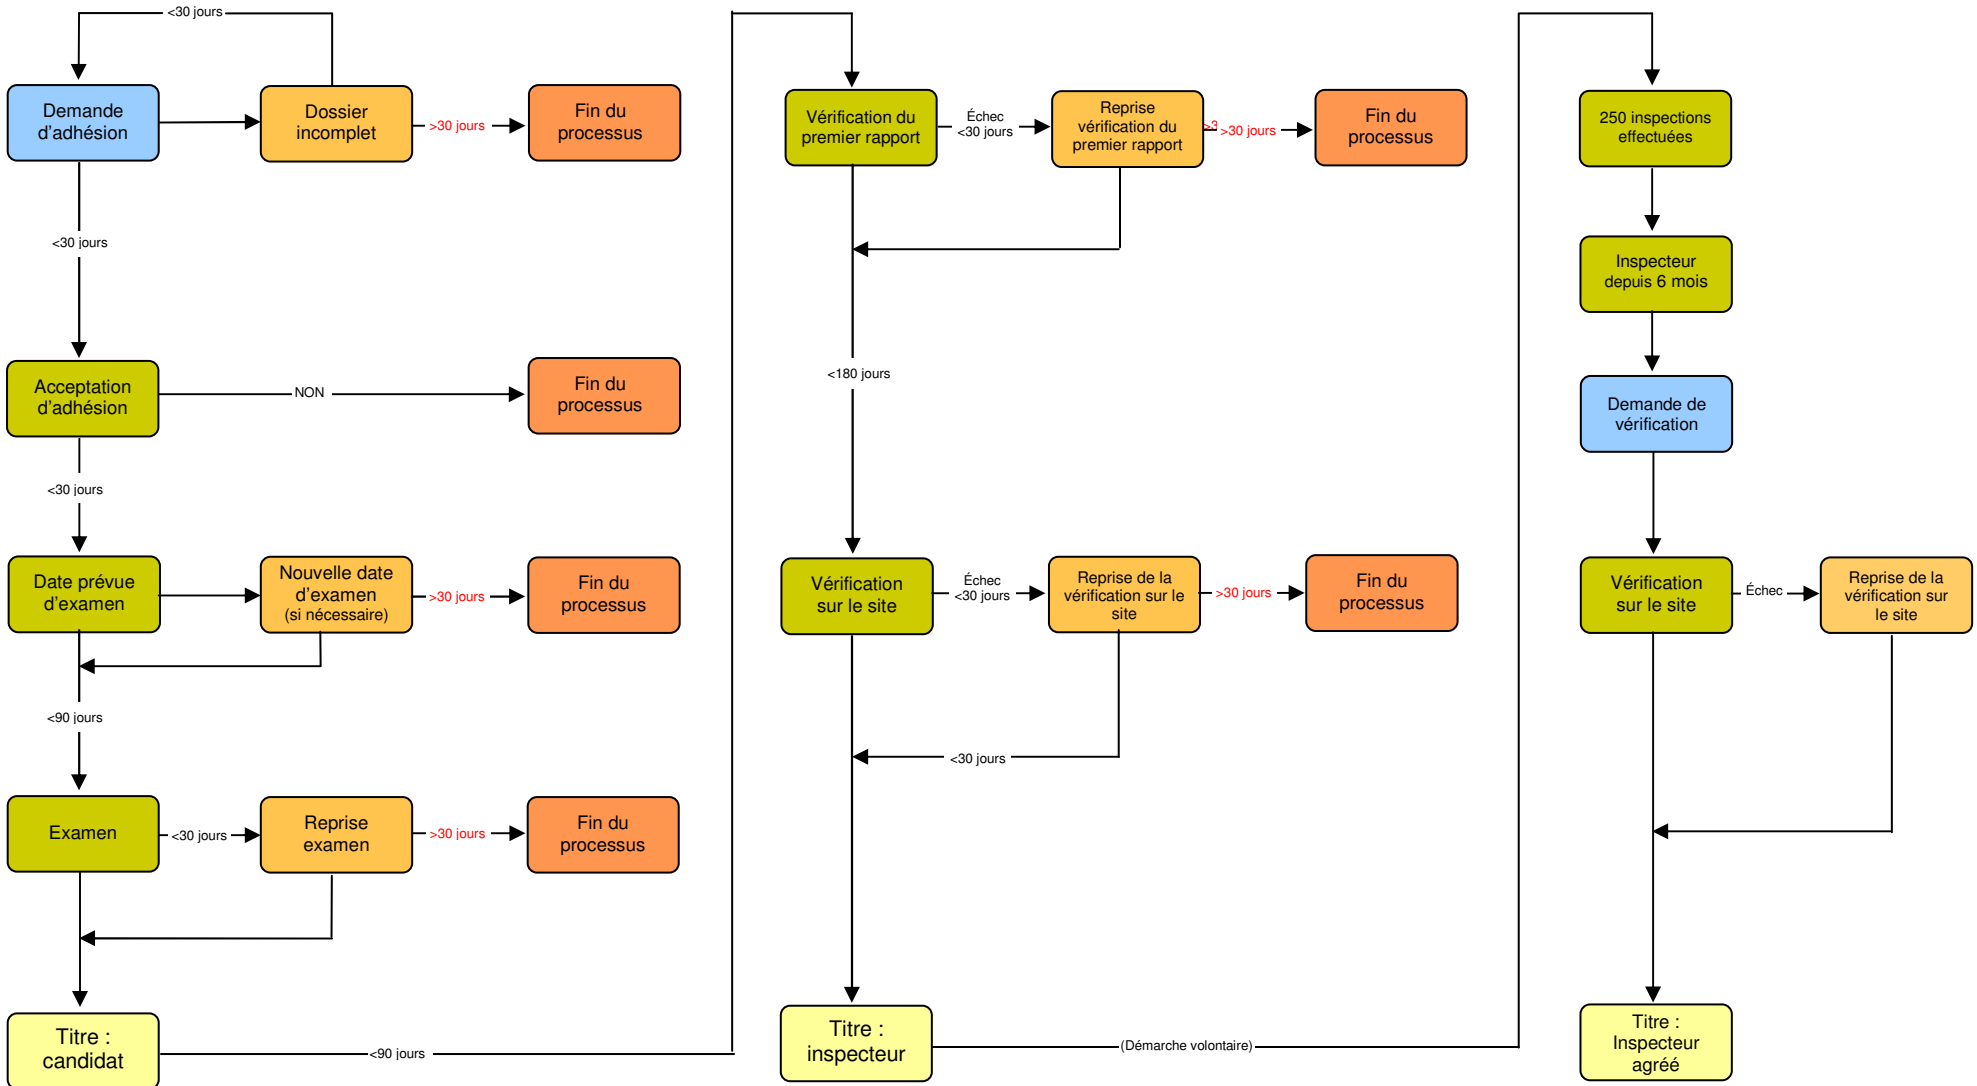 <30 jours
Demande
d'adhésion
Dossier
incomplet
>30 jours
Fin du
processus
<30 jours
Acceptation
d'adhésion
NON
Fin du
processus
<30 jours
Date prévue
d'examen
Nouvelle date
d'examen
(si nécessaire)
>30 jours
Fin du
processus
<90 jours
Examen
<30 jours
Reprise
examen
>30 jours
Fin du
processus
Titre :
candidat
<90 jours
Vérification du
premier rapport
Échec
<30 jours
Reprise
vérification du
premier rapport
>3
>30 jours
Fin du
processus
<180 jours
Vérification
sur le site
Échec
<30 jours
Reprise de la
vérification sur le
site
>30 jours
Fin du
processus
<30 jours
Titre :
inspecteur
(Démarche volontaire)
250 inspections
effectuées
Inspecteur
depuis 6 mois
Demande de
vérification
Vérification
sur le site
Échec
Reprise de la
vérification sur
le site
Titre :
Inspecteur
agréé